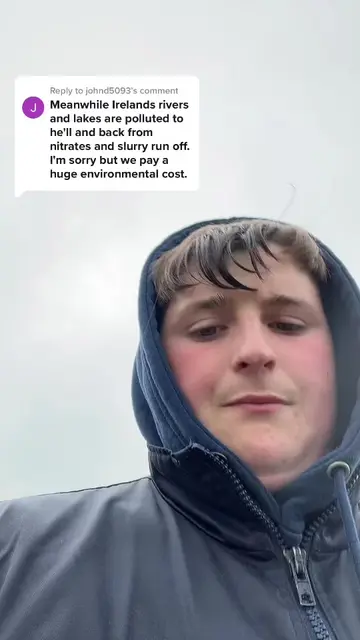 Reply to johnd5093's comment
J
Meanwhile Irelands rivers
and lakes are polluted to
he'll and back from
nitrates and slurry run off.
I'm sorry but we pay a
huge environmental cost.